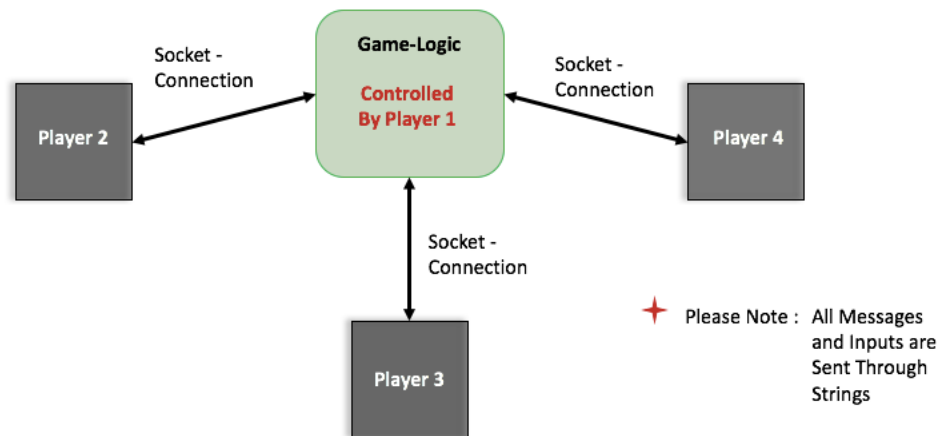 Game-Logic
Controlled
By Player 1
Socket -
Connection
Socket -
Connection
Player 2
Player 4
Socket -
Connection
Player 3
Please Note : All Messages
and Inputs are
Sent Through
Strings